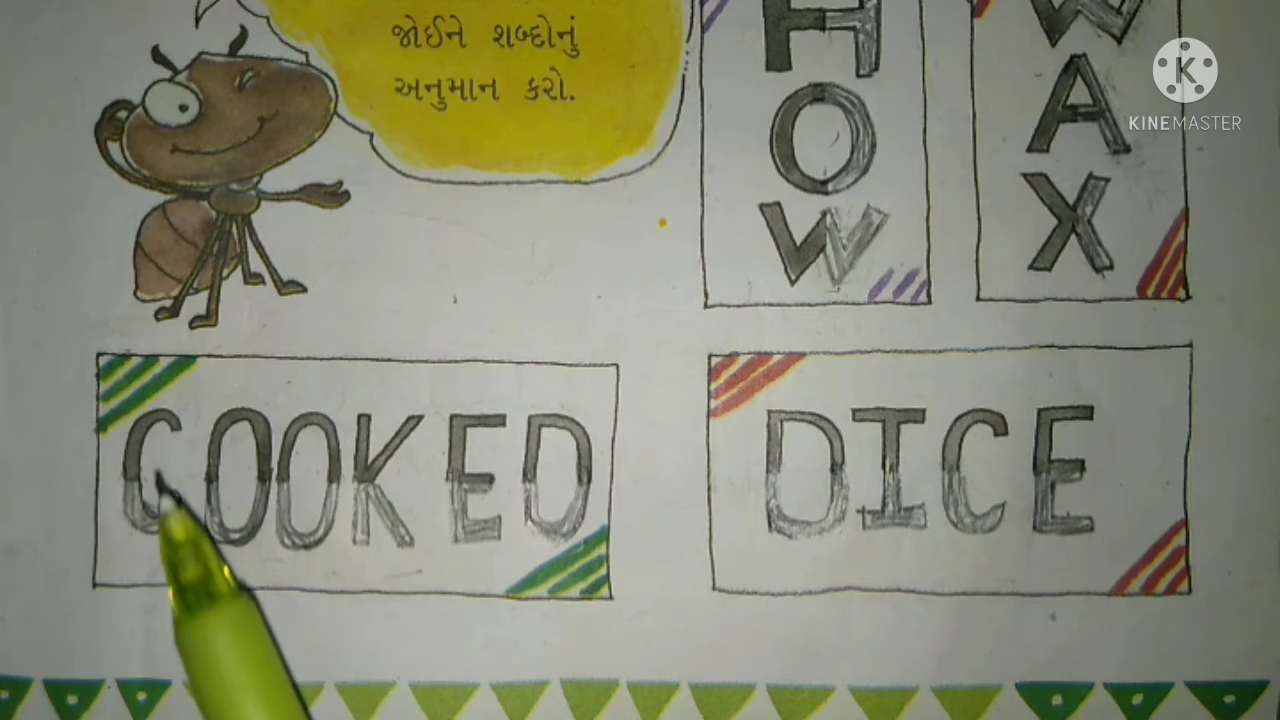 જોઈને શબ્દોનું
અનુમાન કરો.
HOW
WAX
K
KINEMASTER
COOKED
DICE